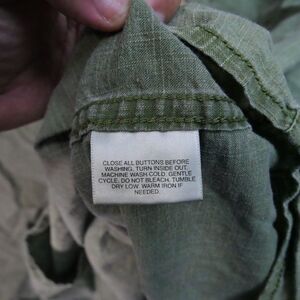 CLOSE ALL BUTTONS BEFORE
WASHING. TURN INSIDE OUT.
MACHINE WASH COLD. GENTLE
CYCLE. DO NOT BLEACH. TUMBLE
DRY LOW. WARM IRON IF
NEEDED.